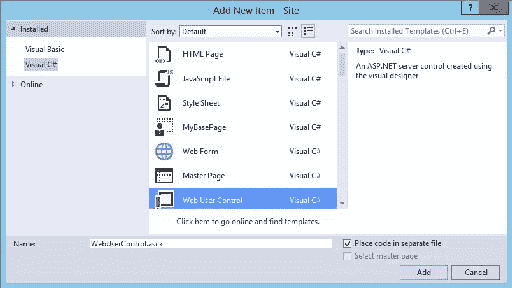 Add New Item - Site
?
Installed
Visual Basic
Visual C#
Online
Sort by: Default
HTML Page Visual C#
JavaScript File Visual C#
Style Sheet Visual C#
MyBasePage Visual C#
Web Form Visual C#
Master Page Visual C#
Web User Control Visual C#
Click here to go online and find templates.
Search Installed Templates (Ctrl+E)
Type: Visual C#
An ASP.NET server control created using
the visual designer
Name: WebUserControl.ascx
Place code in separate file
Select master page
Add Cancel